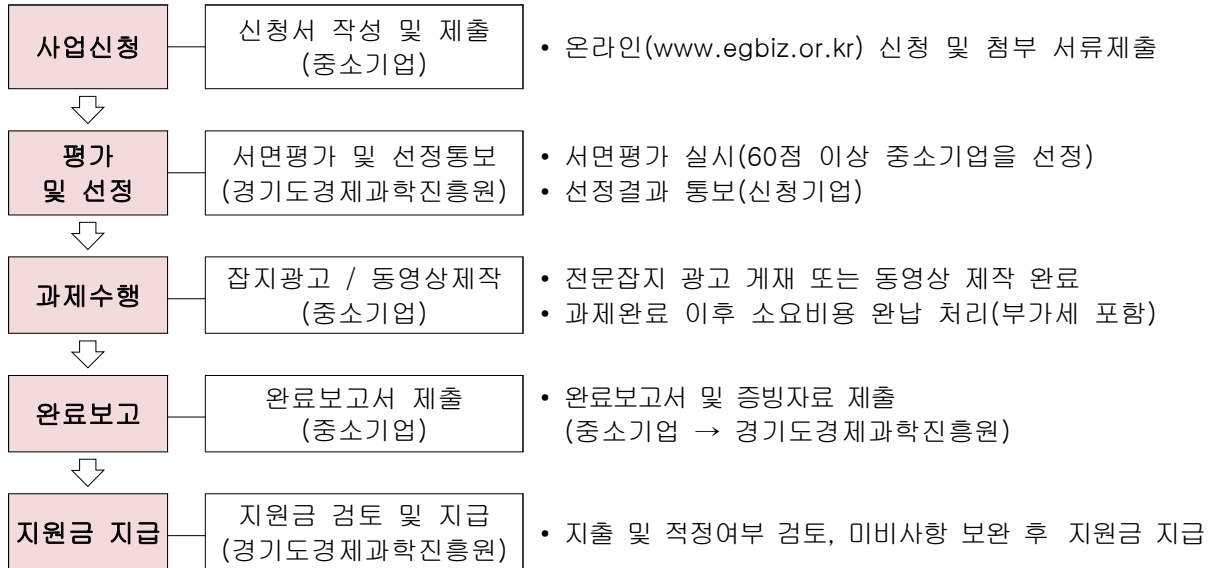 사업신청
신청서 작성 및 제출
(중소기업)
• 온라인(www.egbiz.or.kr) 신청 및 첨부 서류제출
평가
및 선정
서면평가 및 선정통보
(경기도경제과학진흥원)
• 서면평가 실시(60점 이상 중소기업을 선정)
• 선정결과 통보(신청기업)
과제수행
잡지광고 / 동영상제작
(중소기업)
• 전문잡지 광고 게재 또는 동영상 제작 완료
• 과제완료 이후 소요비용 완납 처리(부가세 포함)
완료보고
완료보고서 제출
(중소기업)
• 완료보고서 및 증빙자료 제출
(중소기업 → 경기도경제과학진흥원)
지원금 지급
지원금 검토 및 지급
(경기도경제과학진흥원)
• 지출 및 적정여부 검토, 미비사항 보완 후 지원금 지급